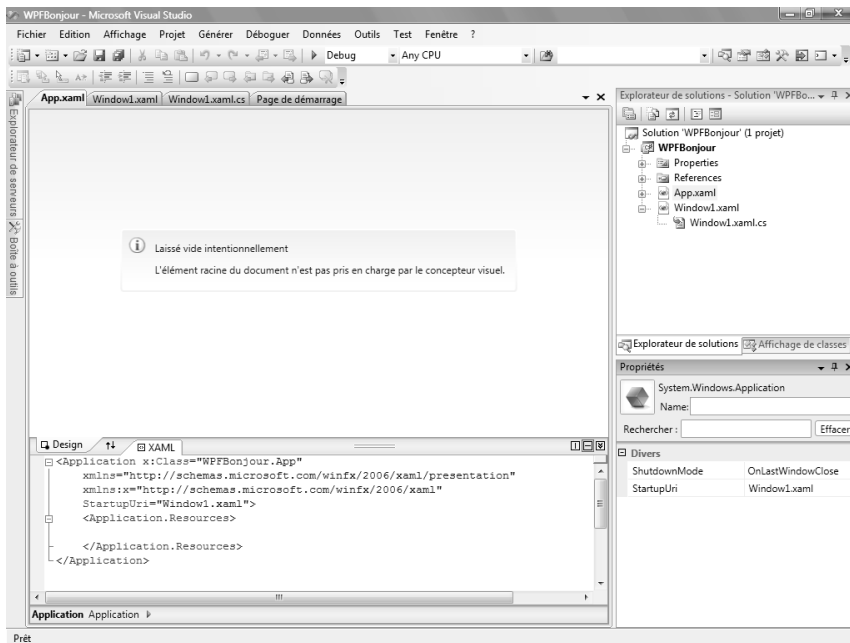 WPFBonjour - Microsoft Visual Studio
Fichier Edition Affichage Projet Générer Déboguer Données Outils Test Fenêtre ?
Debug Any CPU
App.xaml Window1.xaml Window1.xaml.cs Page de démarrage
Explorateur de serveurs
Boîte à outils
Laissé vide intentionnellement
L'élément racine du document n'est pas pris en charge par le concepteur visuel.
Design XAML
<Application x:Class="WPFBonjour.App"
xmlns="http://schemas.microsoft.com/winfx/2006/xaml/presentation"
xmlns:x="http://schemas.microsoft.com/winfx/2006/xaml"
StartupUri="Window1.xaml">
<Application.Resources>
</Application.Resources>
</Application>
Application Application
Prêt
Explorateur de solutions - Solution 'WPFBo...
Solution 'WPFBonjour' (1 projet)
WPFBonjour
Properties
References
App.xaml
Window1.xaml
Window1.xaml.cs
Explorateur de solutions Affichage de classes
Propriétés
System.Windows.Application
Name:
Rechercher : Effacer
Divers
ShutdownMode OnLastWindowClose
StartupUri Window1.xaml